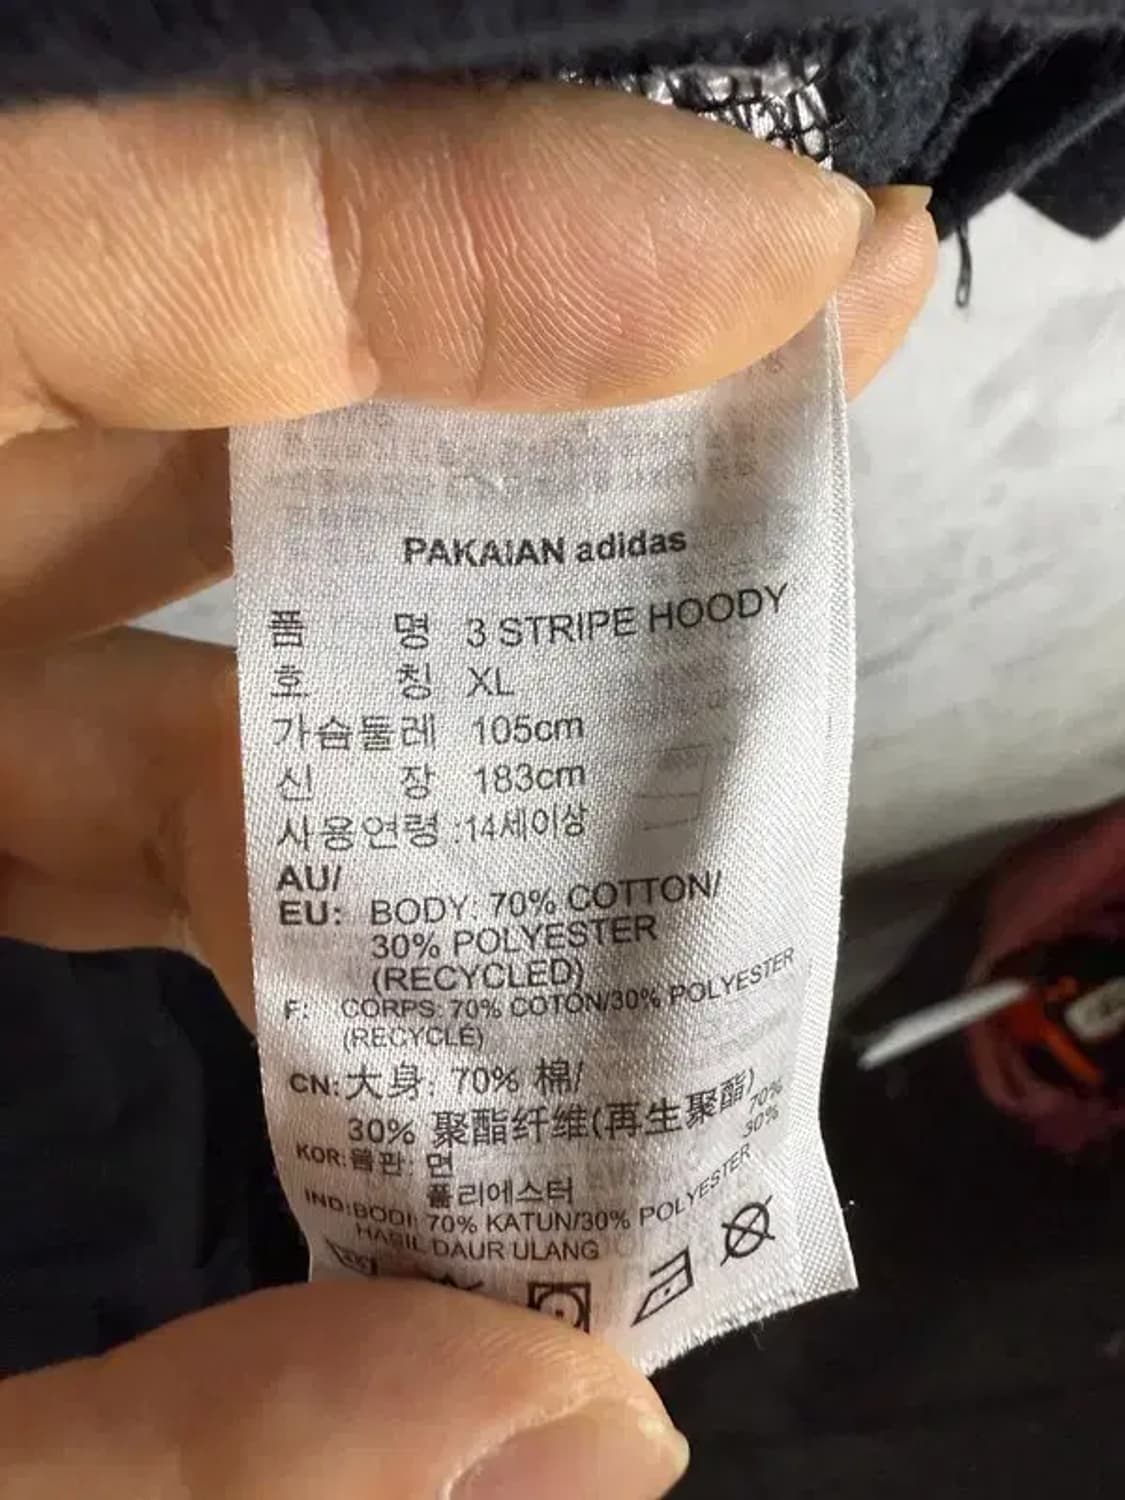 PAKAIAN adidas
품 명 3 STRIPE HOODY
호 칭 XL
가슴둘레 105cm
신 장 183cm
사용연령 :14세이상
AU/
EU: BODY: 70% COTTON/
30% POLYESTER
(RECYCLED)
F: CORPS: 70% COTON/30% POLYESTER
(RECYCLÉ)
CN: 大身: 70% 棉/
30% 聚酯纤维(再生聚酯)
KOR: 몸판: 면 70%
폴리에스터 30%
IND: BODI: 70% KATUN/30% POLYESTER
HASIL DAUR ULANG